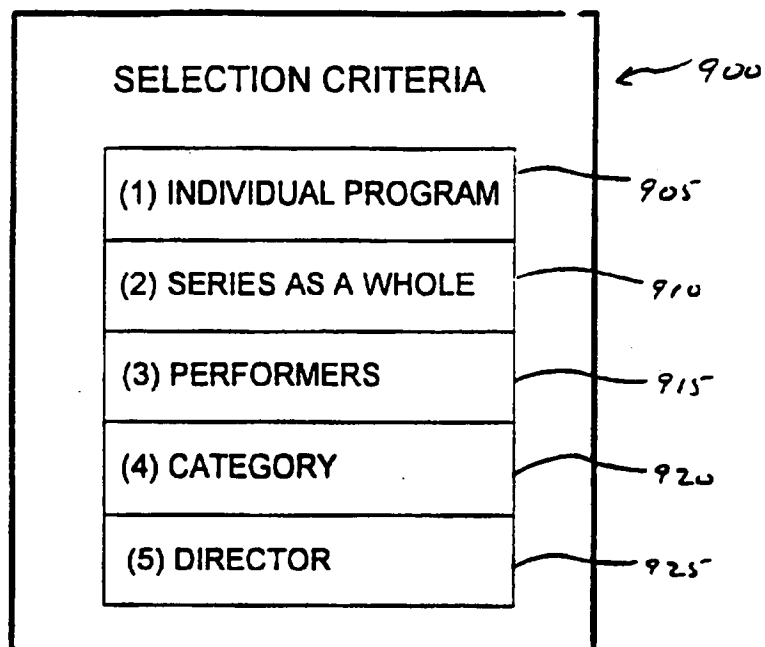 SELECTION CRITERIA
900
(1) INDIVIDUAL PROGRAM
905
(2) SERIES AS A WHOLE
910
(3) PERFORMERS
915
(4) CATEGORY
920
(5) DIRECTOR
925